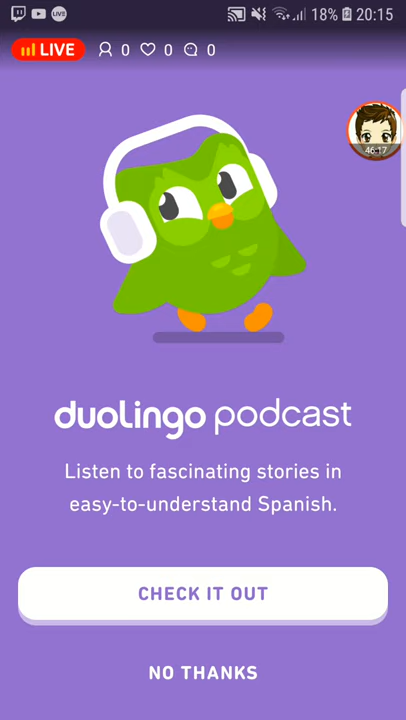 LIVE 18% 20:15
LIVE 0 0 0
46:17
duolingo podcast
Listen to fascinating stories in
easy-to-understand Spanish.
CHECK IT OUT
NO THANKS